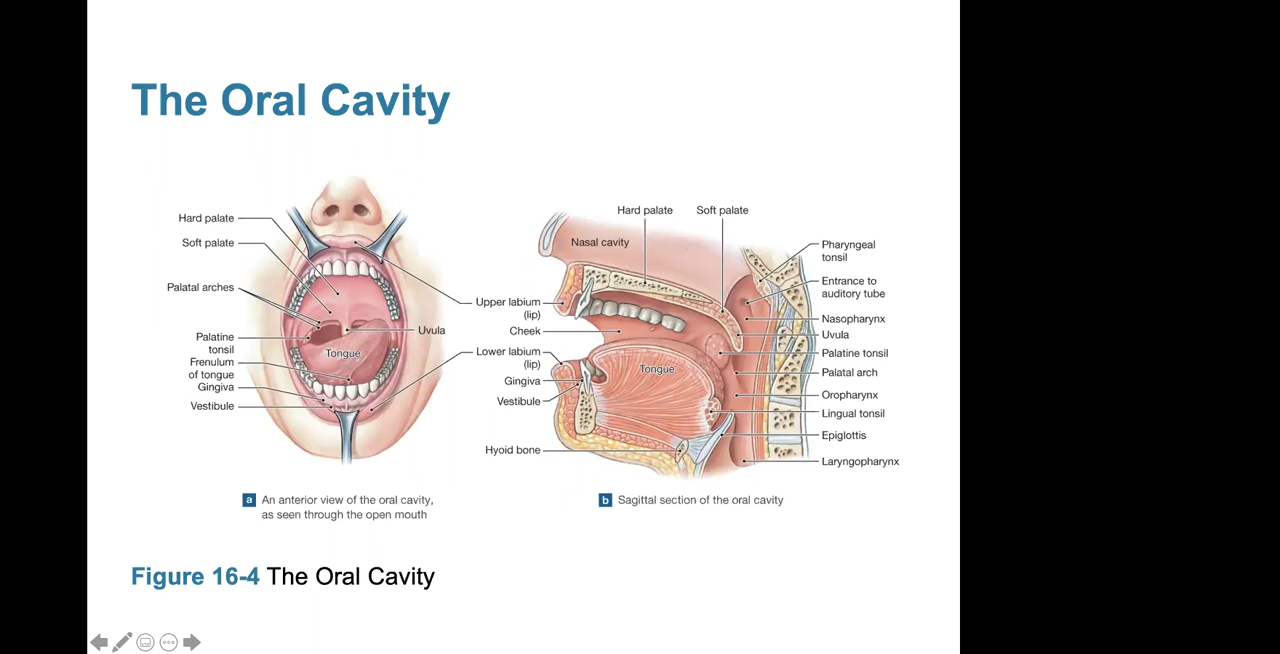 The Oral Cavity
Hard palate
Soft palate
Palatal arches
Palatine
tonsil
Frenulum
of tongue
Gingiva
Vestibule
Tongue
Uvula
Upper labium
(lip)
Cheek
Lower labium
(lip)
Gingiva
Vestibule
Hyoid bone
Hard palate
Soft palate
Nasal cavity
Tongue
Pharyngeal
tonsil
Entrance to
auditory tube
Nasopharynx
Uvula
Palatine tonsil
Palatal arch
Oropharynx
Lingual tonsil
Epiglottis
Laryngopharynx
a An anterior view of the oral cavity,
as seen through the open mouth
b Sagittal section of the oral cavity
Figure 16-4 The Oral Cavity